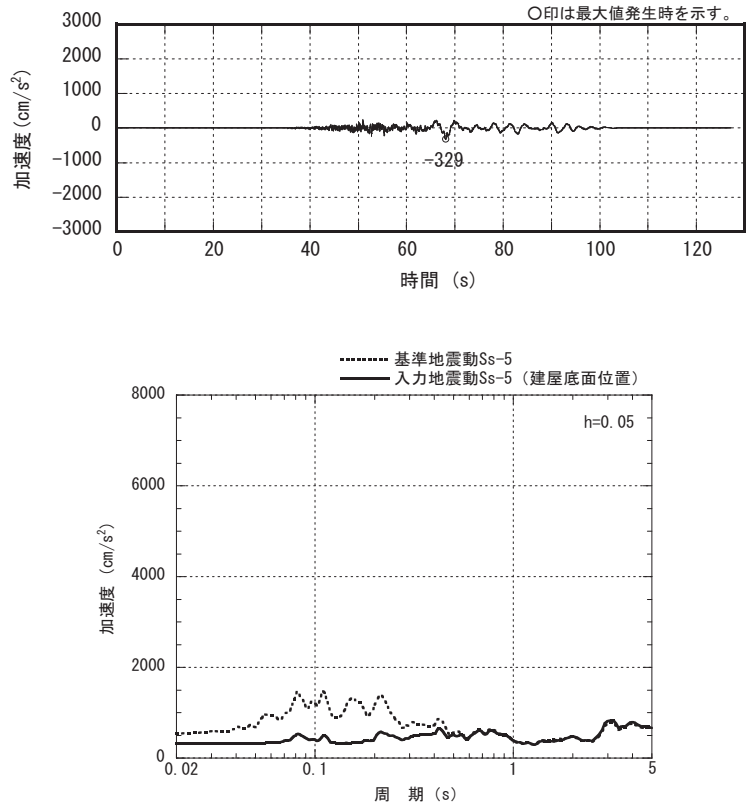 ○印は最大値発生時を示す。
3000
2000
1000
0
-1000
-2000
-3000
加速度(cm/s²)
-329
0 20 40 60 80 100 120
時間 (s)
基準地震動Ss-5
入力地震動Ss-5 (建屋底面位置)
h=0.05
8000
6000
4000
2000
0
加速度 (cm/s²)
0.02 0.1 1 5
周 期 (s)